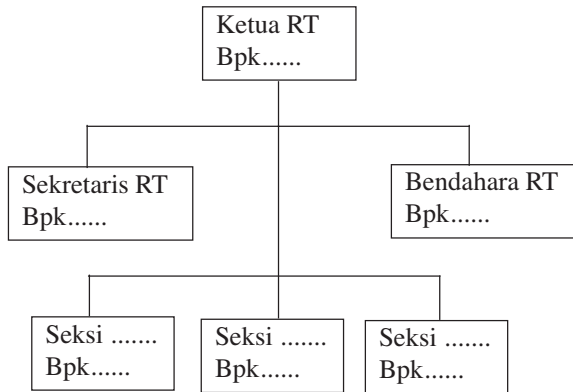 Ketua RT
Bpk......
Sekretaris RT
Bpk......
Bendahara RT
Bpk......
Seksi .......
Bpk......
Seksi .......
Bpk......
Seksi .......
Bpk......